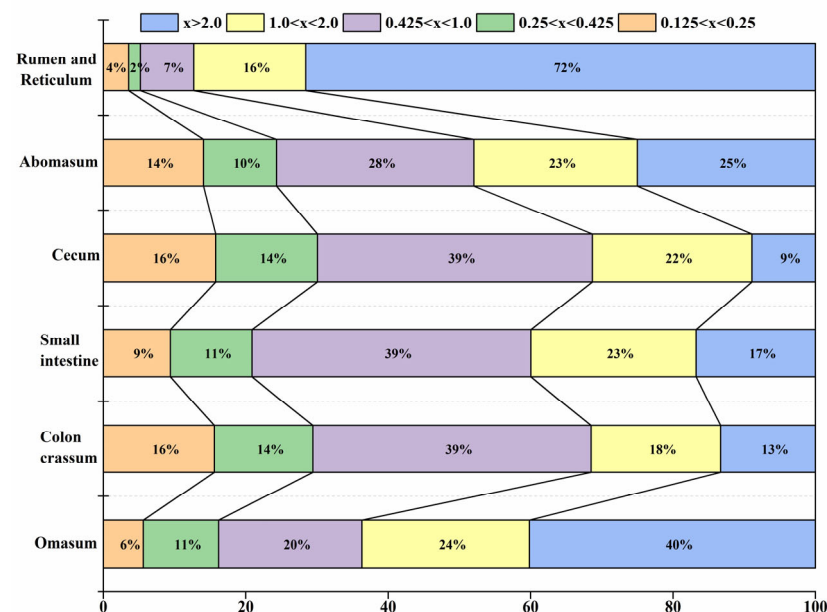 x>2.0 1.0<x<2.0 0.425<x<1.0 0.25<x<0.425 0.125<x<0.25
Rumen and
Reticulum
4% 2% 7% 16% 72%
Abomasum
14% 10% 28% 23% 25%
Cecum
16% 14% 39% 22% 9%
Small
intestine
9% 11% 39% 23% 17%
Colon
crassum
16% 14% 39% 18% 13%
Omasum
6% 11% 20% 24% 40%
0 20 40 60 80 100